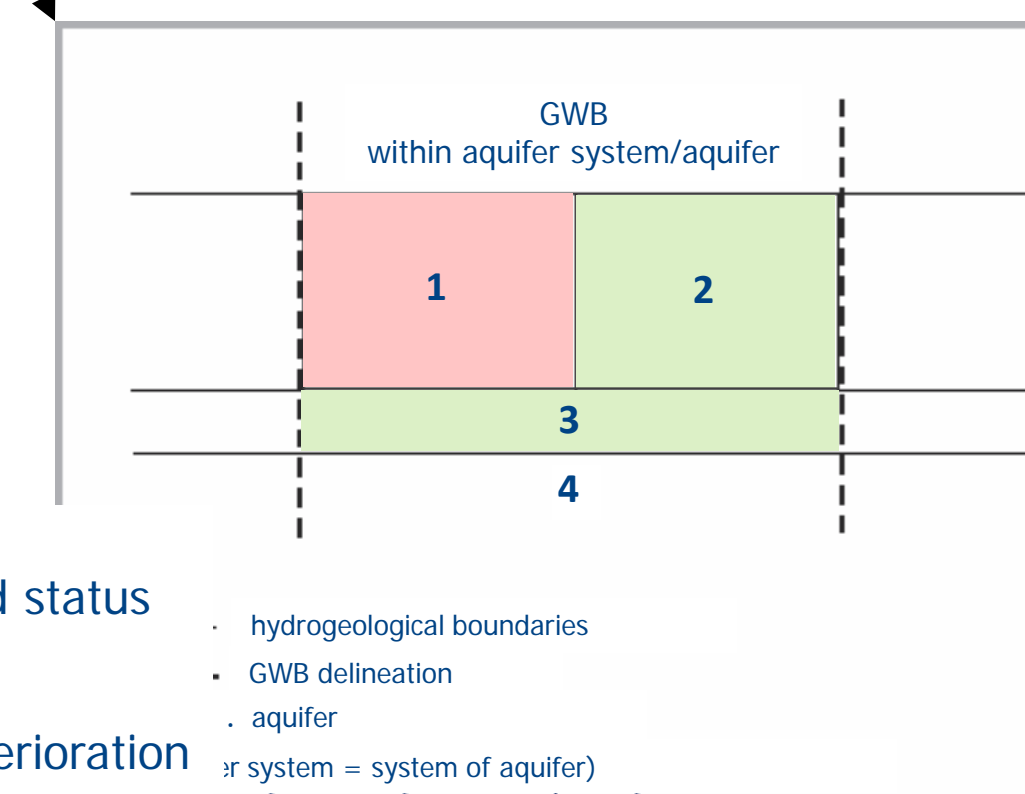 GWB
within aquifer system/aquifer
1
2
3
4
status
hydrogeological boundaries
GWB delineation
aquifer
system = system of aquifer)